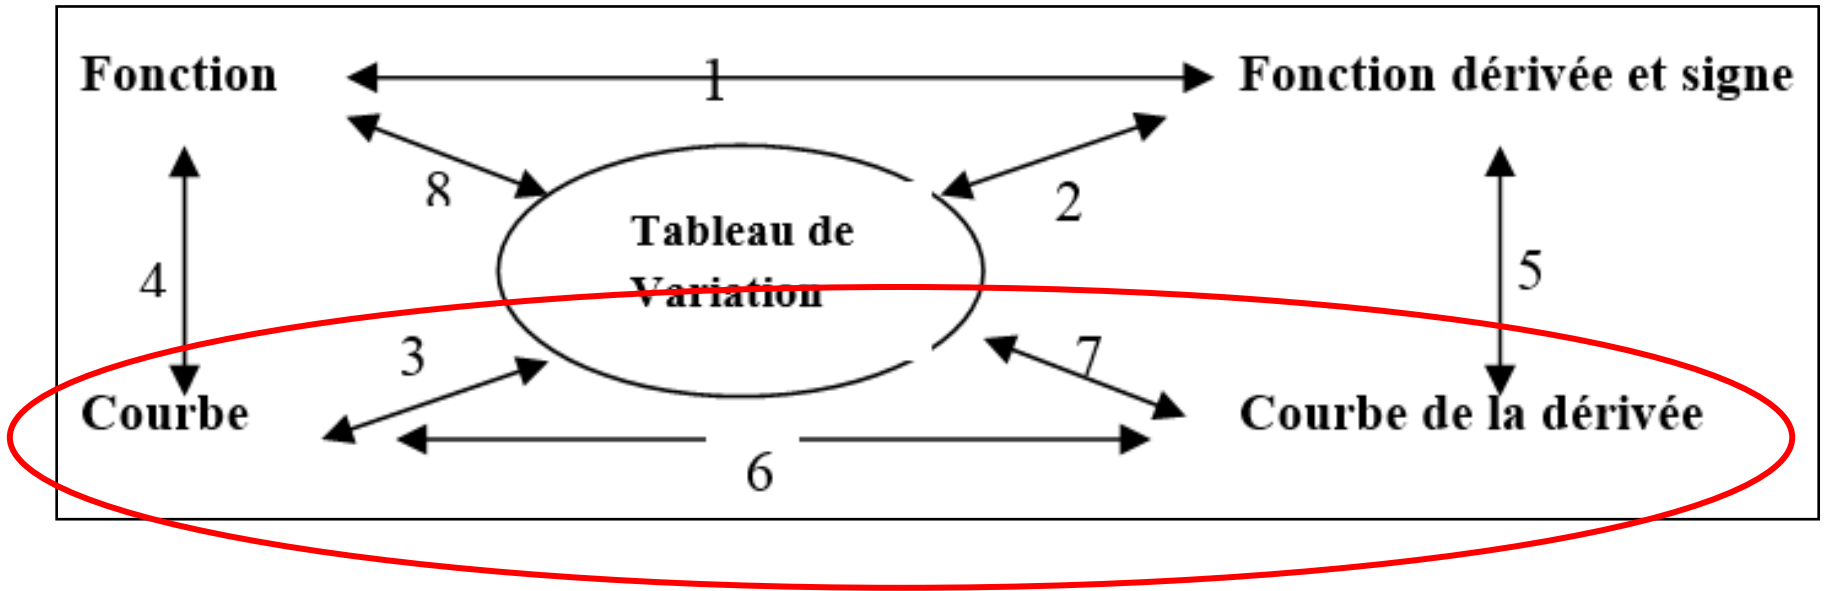 Fonction
1
Fonction dérivée et signe
8
2
Tableau de
Variation
4
5
3
7
Courbe
Courbe de la dérivée
6